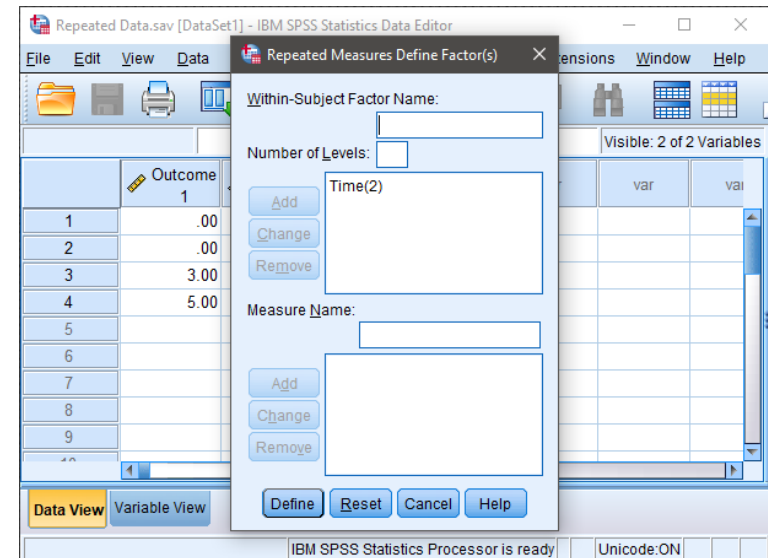 Repeated Data.sav [DataSet1] - IBM SPSS Statistics Data Editor
File Edit View Data Window Help
Repeated Measures Define Factor(s)
Within-Subject Factor Name:
Number of Levels:
Time(2)
Add
Change
Remove
Measure Name:
Add
Change
Remove
Define Reset Cancel Help
Visible: 2 of 2 Variables
Outcome
1
var
1 .00
2 .00
3 3.00
4 5.00
5
6
7
8
9
Data View Variable View
IBM SPSS Statistics Processor is ready Unicode:ON